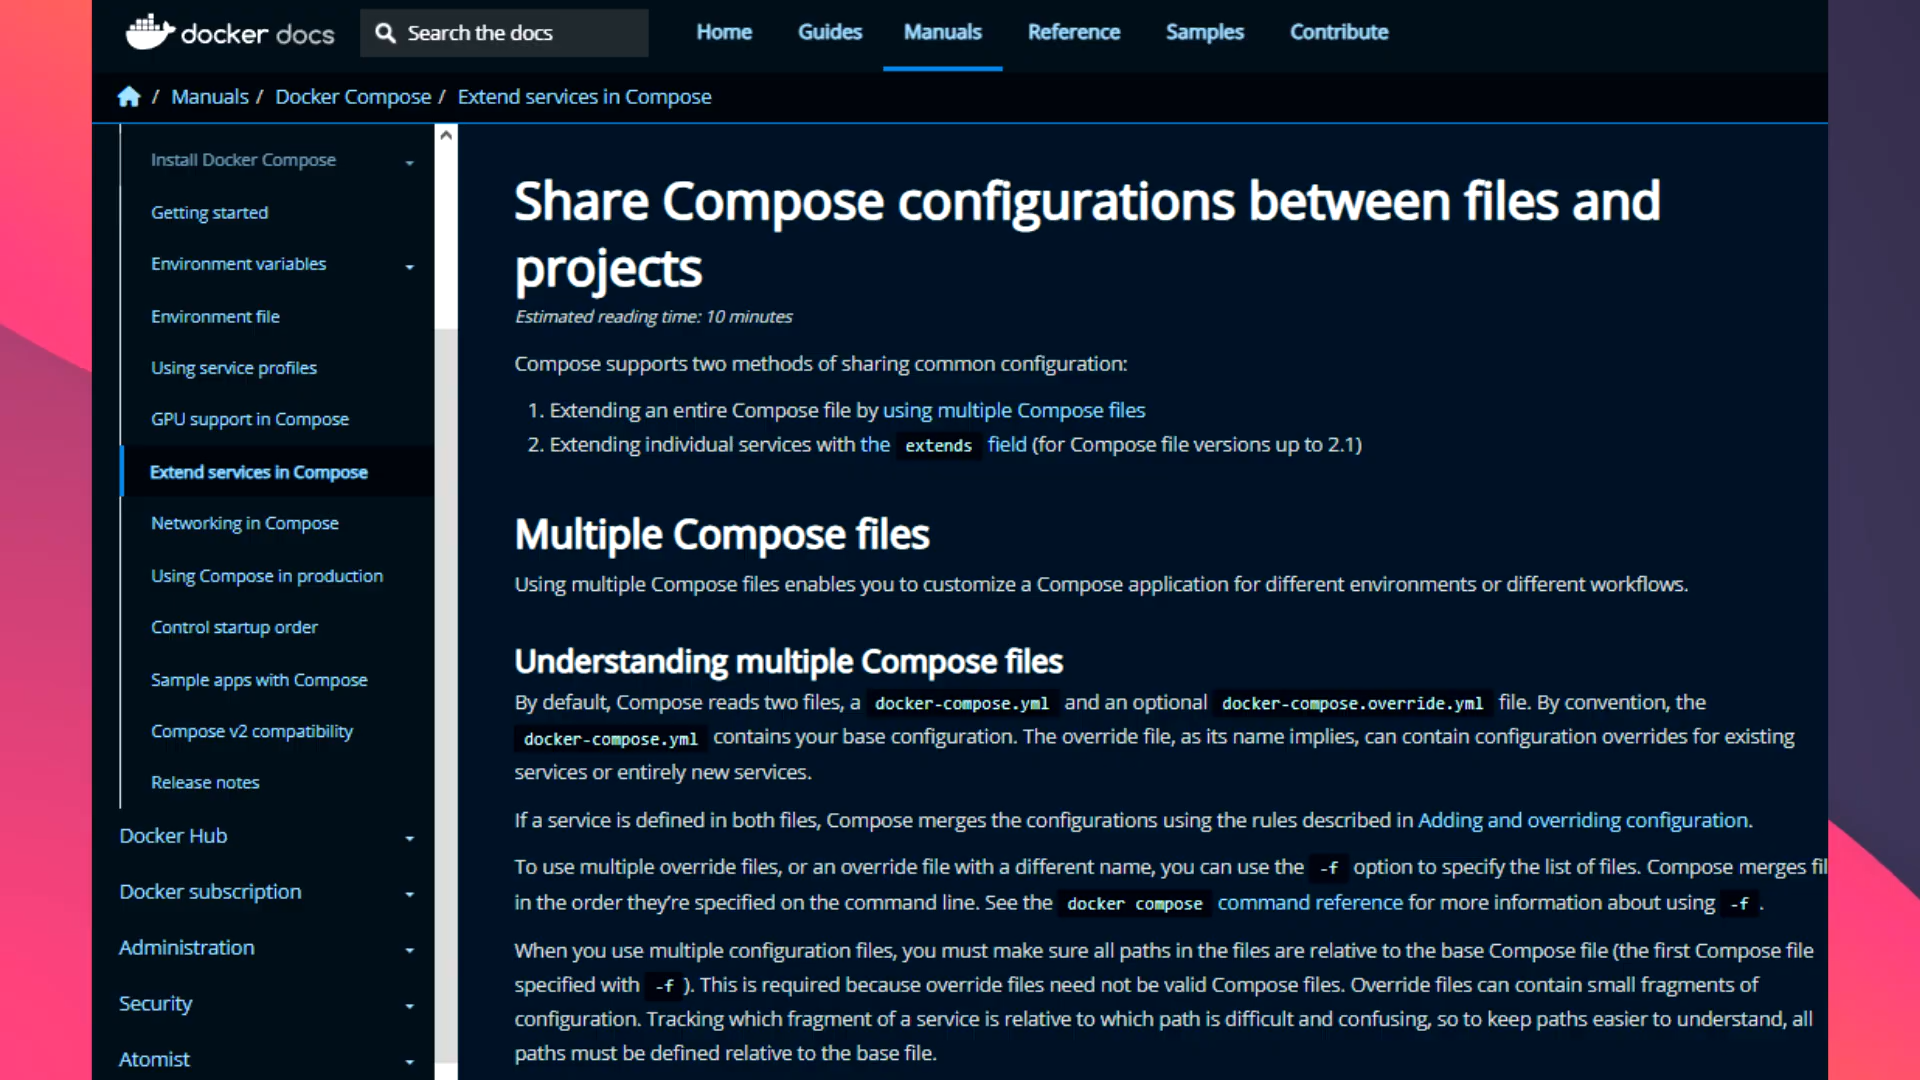 docker docs
Search the docs
Home Guides Manuals Reference Samples Contribute
/ Manuals / Docker Compose / Extend services in Compose
Install Docker Compose
Getting started
Environment variables
Environment file
Using service profiles
GPU support in Compose
Extend services in Compose
Networking in Compose
Using Compose in production
Control startup order
Sample apps with Compose
Compose v2 compatibility
Release notes
Docker Hub
Docker subscription
Administration
Security
Atomist
Share Compose configurations between files and
projects
Estimated reading time: 10 minutes
Compose supports two methods of sharing common configuration:
1. Extending an entire Compose file by using multiple Compose files
2. Extending individual services with the extends field (for Compose file versions up to 2.1)
Multiple Compose files
Using multiple Compose files enables you to customize a Compose application for different environments or different workflows.
Understanding multiple Compose files
By default, Compose reads two files, a docker-compose.yml and an optional docker-compose.override.yml file. By convention, the
docker-compose.yml contains your base configuration. The override file, as its name implies, can contain configuration overrides for existing
services or entirely new services.
If a service is defined in both files, Compose merges the configurations using the rules described in Adding and overriding configuration.
To use multiple override files, or an override file with a different name, you can use the -f option to specify the list of files. Compose merges fil
in the order they're specified on the command line. See the docker compose command reference for more information about using -f.
When you use multiple configuration files, you must make sure all paths in the files are relative to the base Compose file (the first Compose file
specified with -f). This is required because override files need not be valid Compose files. Override files can contain small fragments of
configuration. Tracking which fragment of a service is relative to which path is difficult and confusing, so to keep paths easier to understand, all
paths must be defined relative to the base file.